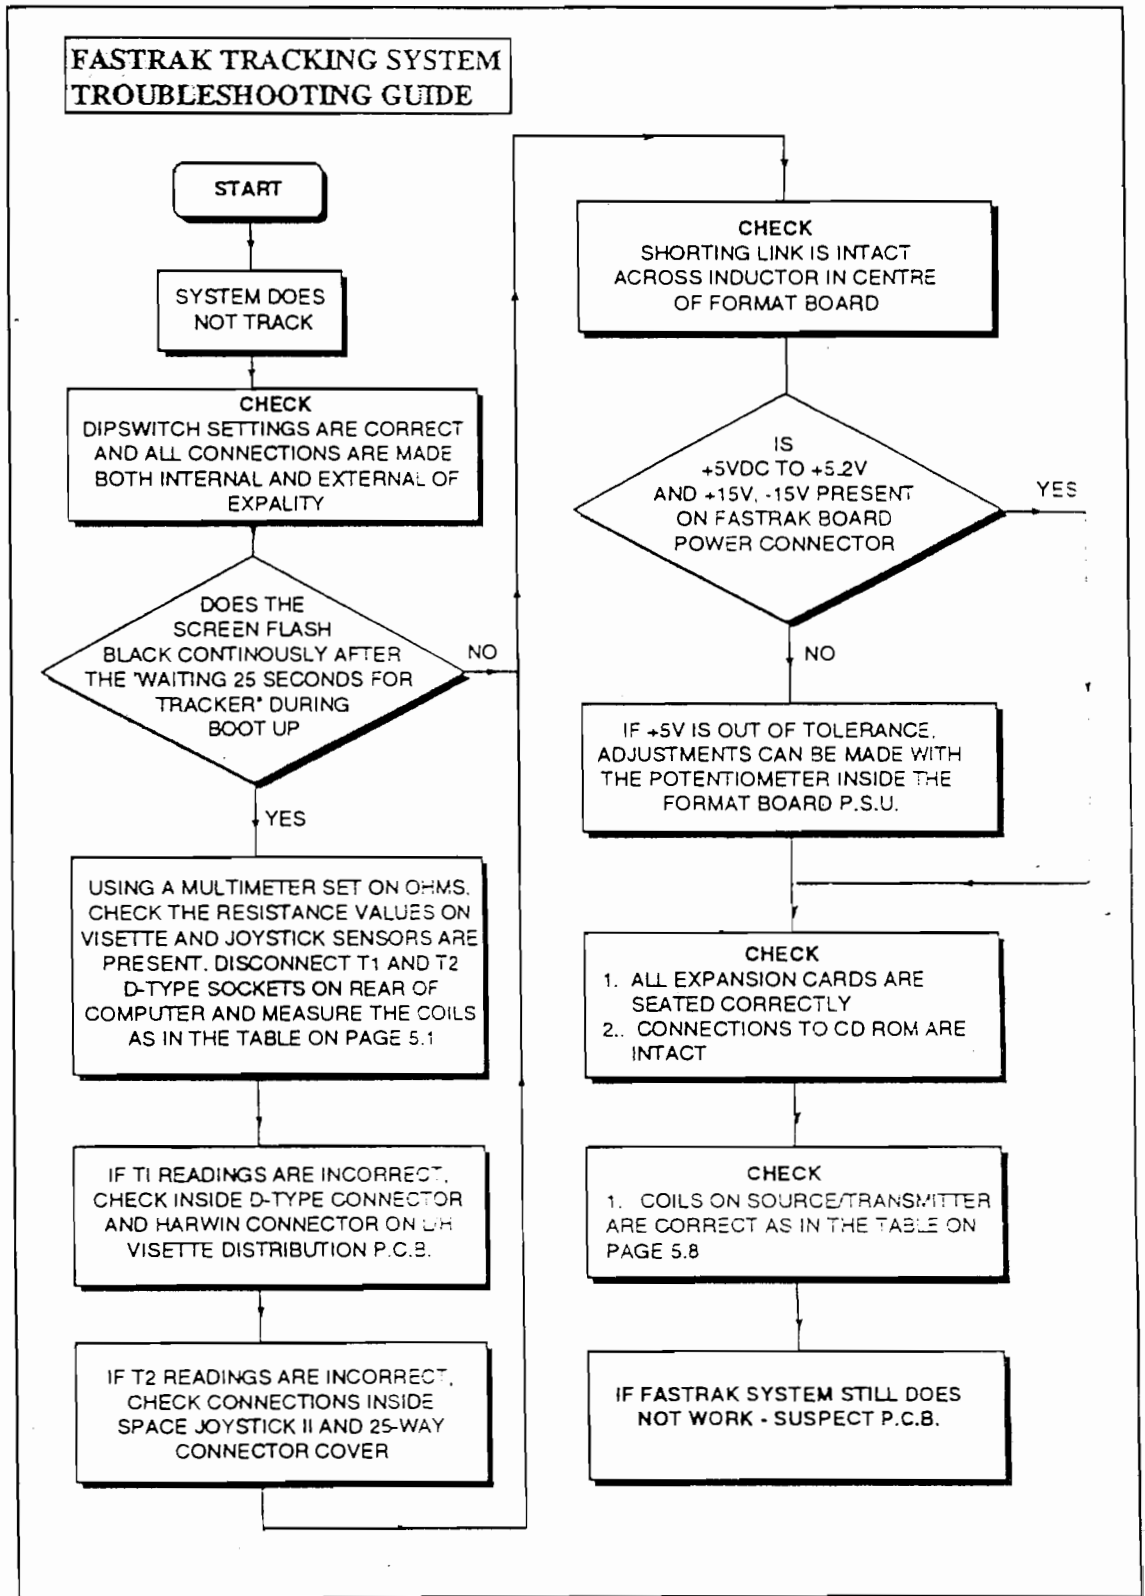 FASTRAK TRACKING SYSTEM
TROUBLESHOOTING GUIDE
START
SYSTEM DOES
NOT TRACK
CHECK
DIPSWITCH SETTINGS ARE CORRECT
AND ALL CONNECTIONS ARE MADE
BOTH INTERNAL AND EXTERNAL OF
EXPALITY
DOES THE
SCREEN FLASH
BLACK CONTINOUSLY AFTER
THE "WAITING 25 SECONDS FOR
TRACKER" DURING
BOOT UP
NO
YES
USING A MULTIMETER SET ON OHMS,
CHECK THE RESISTANCE VALUES ON
VISETTE AND JOYSTICK SENSORS ARE
PRESENT. DISCONNECT T1 AND T2
D-TYPE SOCKETS ON REAR OF
COMPUTER AND MEASURE THE COILS
AS IN THE TABLE ON PAGE 5.1
IF T1 READINGS ARE INCORRECT,
CHECK INSIDE D-TYPE CONNECTOR
AND HARWIN CONNECTOR ON L/H
VISETTE DISTRIBUTION P.C.B.
IF T2 READINGS ARE INCORRECT,
CHECK CONNECTIONS INSIDE
SPACE JOYSTICK II AND 25-WAY
CONNECTOR COVER
CHECK
SHORTING LINK IS INTACT
ACROSS INDUCTOR IN CENTRE
OF FORMAT BOARD
IS
+5VDC TO +5.2V
AND +15V, -15V PRESENT
ON FASTRAK BOARD
POWER CONNECTOR
YES
NO
IF +5V IS OUT OF TOLERANCE,
ADJUSTMENTS CAN BE MADE WITH
THE POTENTIOMETER INSIDE THE
FORMAT BOARD P.S.U.
CHECK
1. ALL EXPANSION CARDS ARE
SEATED CORRECTLY
2.. CONNECTIONS TO CD ROM ARE
INTACT
CHECK
1. COILS ON SOURCE/TRANSMITTER
ARE CORRECT AS IN THE TABLE ON
PAGE 5.8
IF FASTRAK SYSTEM STILL DOES
NOT WORK - SUSPECT P.C.B.